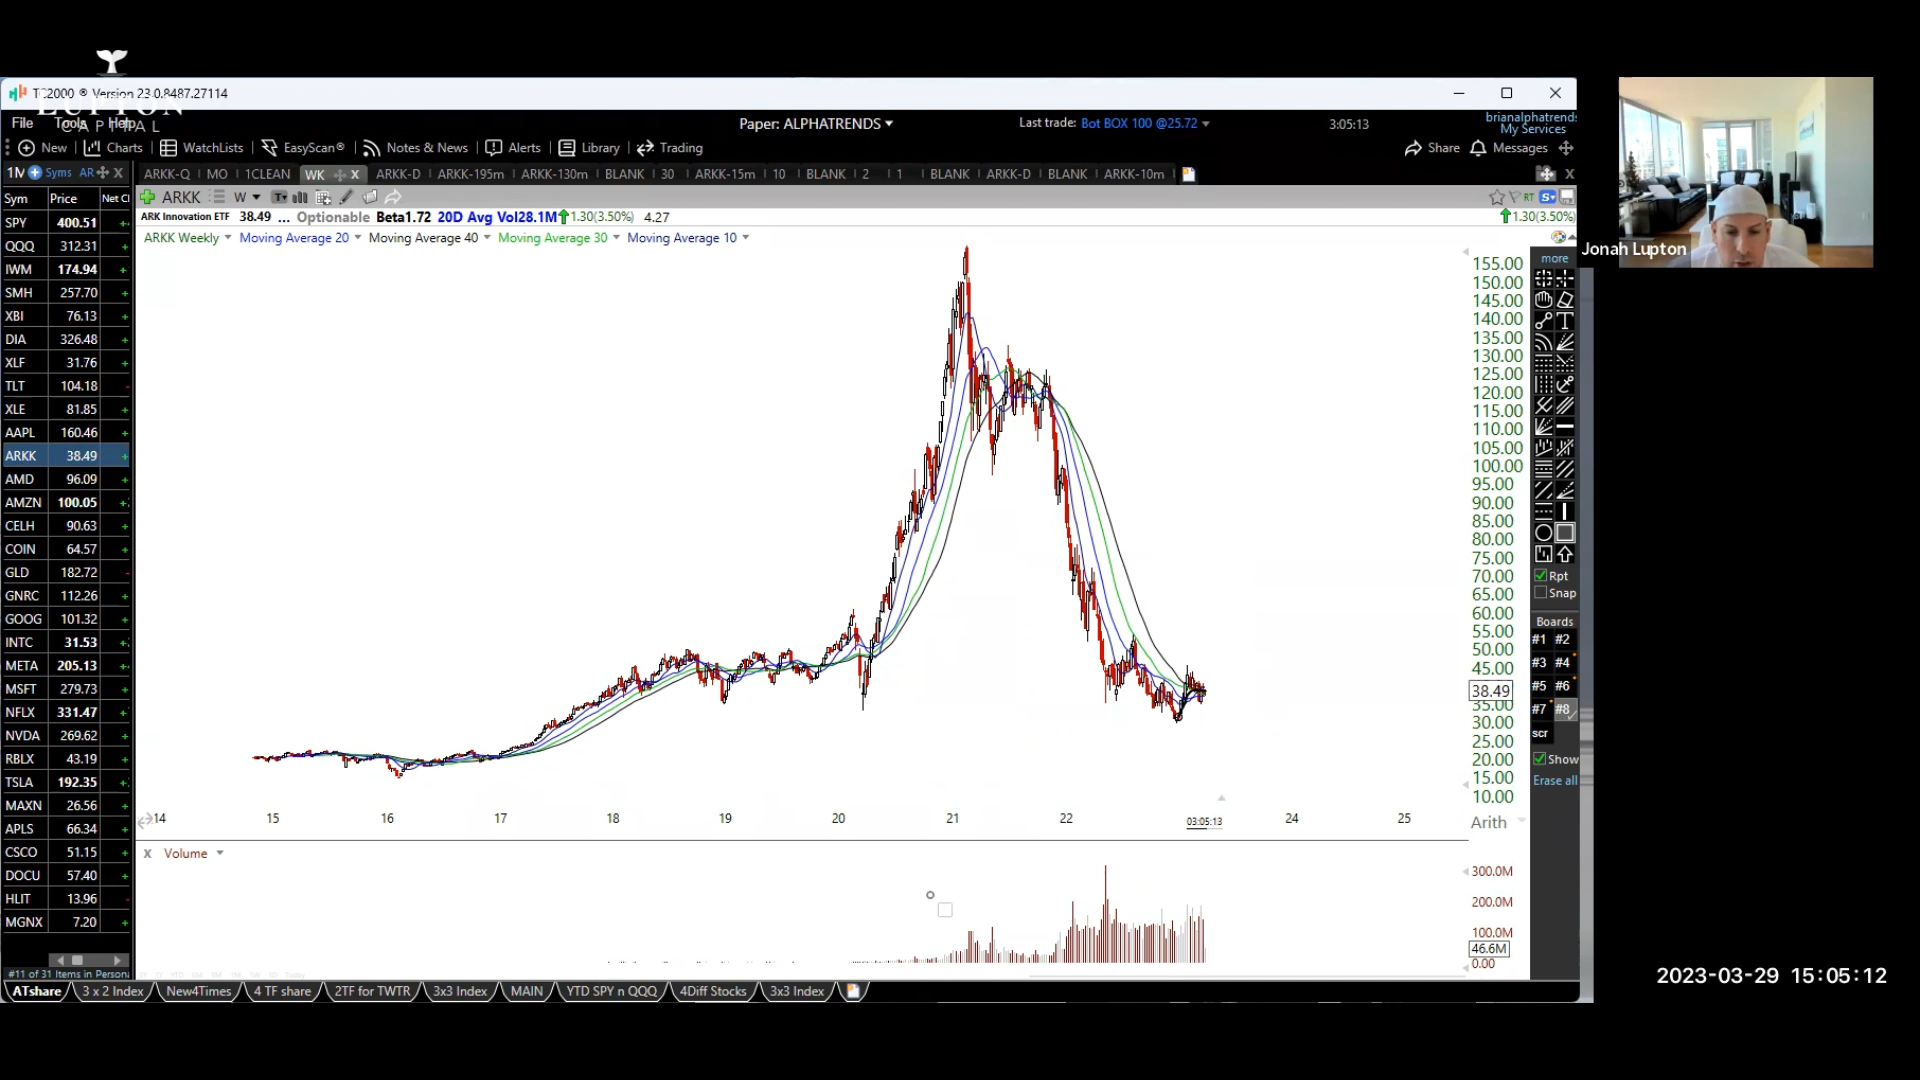 TC2000 ® Version 23.0.8487.27114
LUPTON
CAPITAL
File Tools Help
Paper: ALPHATRENDS
Last trade: Bot BOX 100 @25.72
3:05:13
brianalphatrends
My Services
New Charts WatchLists EasyScan® Notes & News Alerts Library Trading
Share Messages
1M Syms AR X
ARKK-Q MO 1CLEAN WK X ARKK-D ARKK-195m ARKK-130m BLANK 30 ARKK-15m 10 BLANK 2 1 BLANK ARKK-D BLANK ARKK-10m
Sym Price Net Cl
ARKK W
RT S
ARK Innovation ETF 38.49 ... Optionable Beta1.72 20D Avg Vol28.1M 1.30(3.50%) 4.27
1.30(3.50%)
ARKK Weekly Moving Average 20 Moving Average 40 Moving Average 30 Moving Average 10
SPY 400.51 +
QQQ 312.31 +
IWM 174.94 +
SMH 257.70 +
XBI 76.13 +
DIA 326.48 +
XLF 31.76 +
TLT 104.18 -
XLE 81.85 +
AAPL 160.46 +
ARKK 38.49 +
AMD 96.09 +
AMZN 100.05 +
CELH 90.63 +
COIN 64.57 +
GLD 182.72 -
GNRC 112.26 +
GOOG 101.32 +
INTC 31.53 +
META 205.13 +
MSFT 279.73 +
NFLX 331.47 +
NVDA 269.62 +
RBLX 43.19 +
TSLA 192.35 +
MAXN 26.56 +
APLS 66.34 +
CSCO 51.15 +
DOCU 57.40 +
HLIT 13.96 -
MGNX 7.20 +
#11 of 31 Items in Person
155.00
150.00
145.00
140.00
135.00
130.00
125.00
120.00
115.00
110.00
105.00
100.00
95.00
90.00
85.00
80.00
75.00
70.00
65.00
60.00
55.00
50.00
45.00
38.49
35.00
30.00
25.00
20.00
15.00
10.00
14 15 16 17 18 19 20 21 22 03:05:13 24 25
Arith
X Volume
300.0M
200.0M
100.0M
46.6M
0.00
more
Rpt
Snap
Boards
#1 #2
#3 #4
#5 #6
#7 #8
scr
Show
Erase all
ATshare 3 x 2 Index New4Times 4 TF share 2TF for TWTR 3x3 Index MAIN YTD SPY n QQQ 4Diff Stocks 3x3 Index
Jonah Lupton
2023-03-29 15:05:12